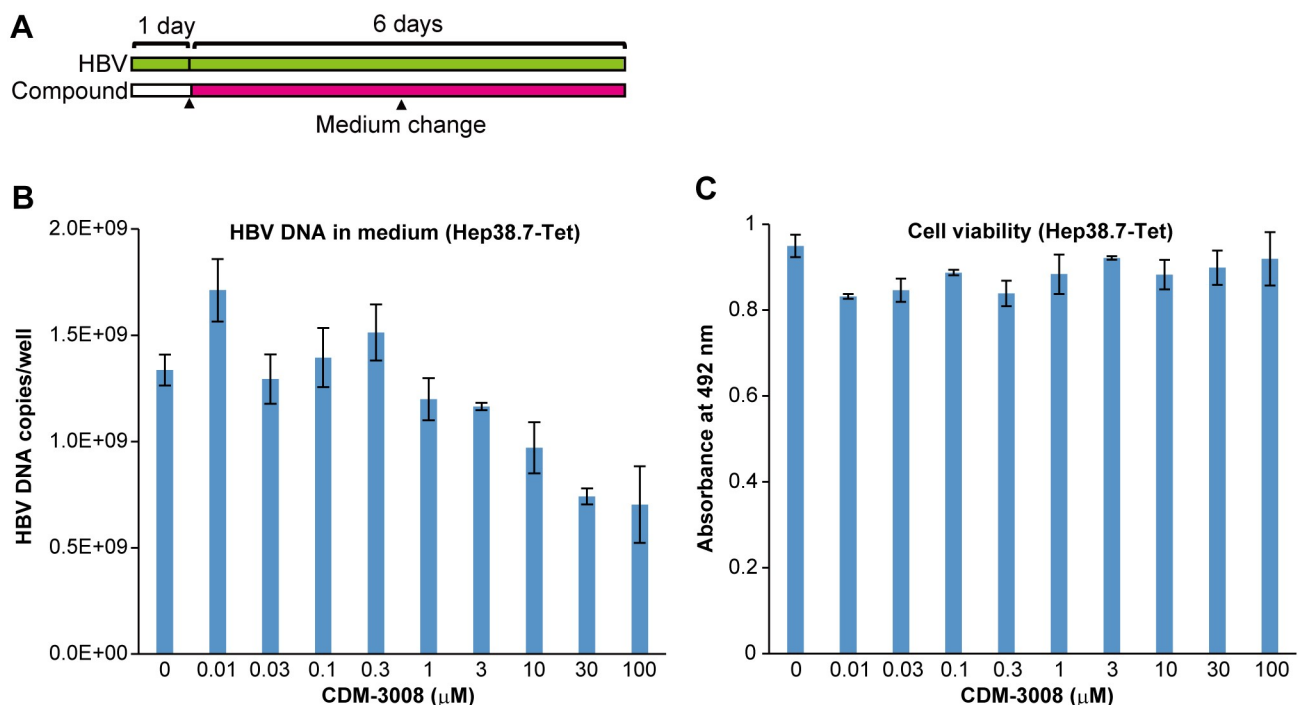 A
1 day 6 days
HBV
Compound
Medium change
B
HBV DNA in medium (Hep38.7-Tet)
HBV DNA copies/well
2.0E+09
1.5E+09
1.0E+09
0.5E+09
0.0E+00
0 0.01 0.03 0.1 0.3 1 3 10 30 100
CDM-3008 (μM)
C
Cell viability (Hep38.7-Tet)
Absorbance at 492 nm
1
0.8
0.6
0.4
0.2
0
0 0.01 0.03 0.1 0.3 1 3 10 30 100
CDM-3008 (μM)